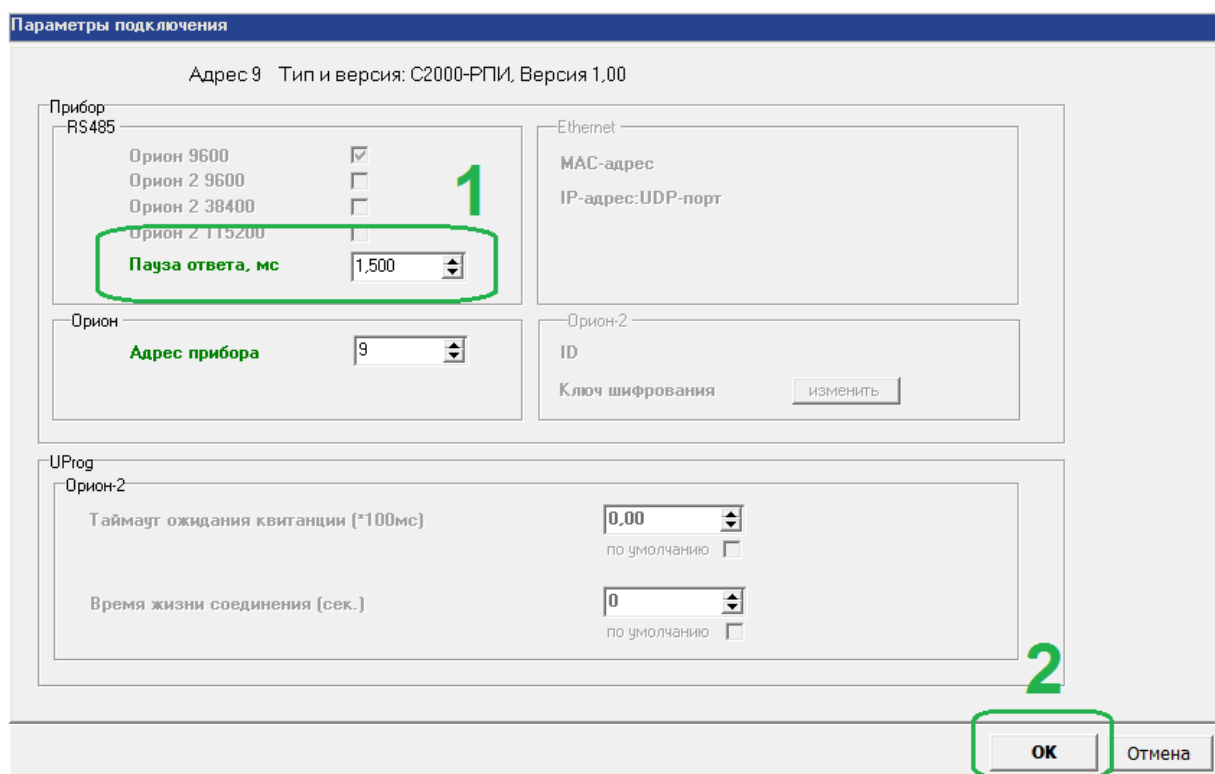 Параметры подключения
Адрес 9 Тип и версия: С2000-РПИ, Версия 1,00
Прибор
RS485
Орион 9600
Орион 2 9600
Орион 2 38400
Орион 2 115200
Пауза ответа, мс 1,500
1
Ethernet
MAC-адрес
IP-адрес:UDP-порт
Орион
Адрес прибора 9
Орион-2
ID
Ключ шифрования изменить
UProg
Орион-2
Таймаут ожидания квитанции (*100мс) 0,00
по умолчанию
Время жизни соединения (сек.) 0
по умолчанию
2
OK Отмена